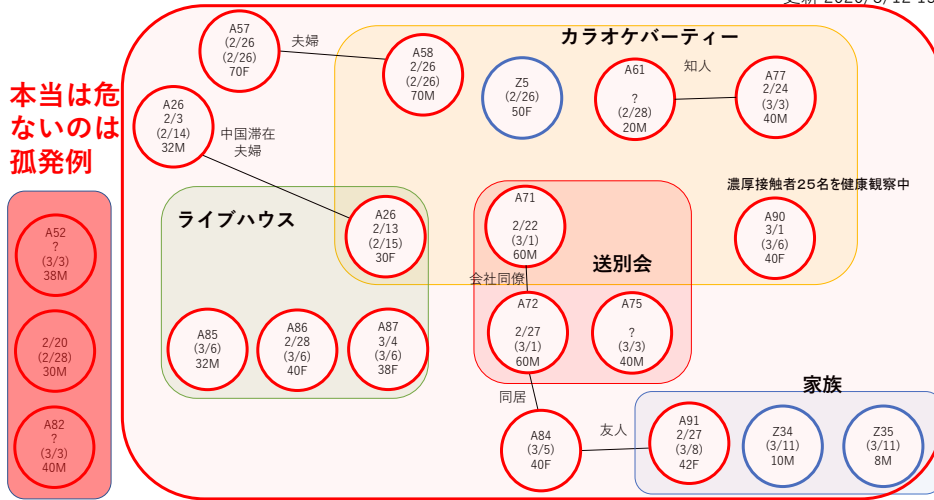 A57
(2/26
(2/26)
70F
夫婦
A58
2/26
(2/26)
70M
カラオケバーティー
Z5
(2/26)
50F
A61
?
(2/28)
20M
知人
A77
2/24
(3/3)
40M
本当は危
ないのは
孤発例
A26
2/3
(2/14)
32M
中国滞在
夫婦
濃厚接触者25名を健康観察中
ライブハウス
A26
2/13
(2/15)
30F
A71
2/22
(3/1)
60M
送別会
A90
3/1
(3/6)
40F
A52
?
(3/3)
38M
会社同僚
A72
2/27
(3/1)
60M
A75
?
(3/3)
40M
2/20
(2/28)
30M
A85
(3/6)
32M
A86
2/28
(3/6)
40F
A87
3/4
(3/6)
38F
同居
家族
A82
?
(3/3)
40M
A84
(3/5)
40F
友人
A91
2/27
(3/8)
42F
Z34
(3/11)
10M
Z35
(3/11)
8M